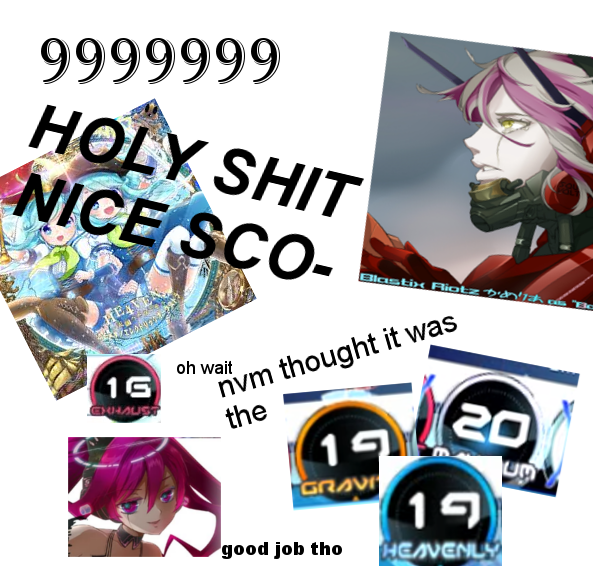 9999999
HOLY SHIT
NICE SCO-
Blastix Riotz
16
EXHAUST
oh wait
nvm thought it was
the
19
20
19
HEAVENLY
good job tho